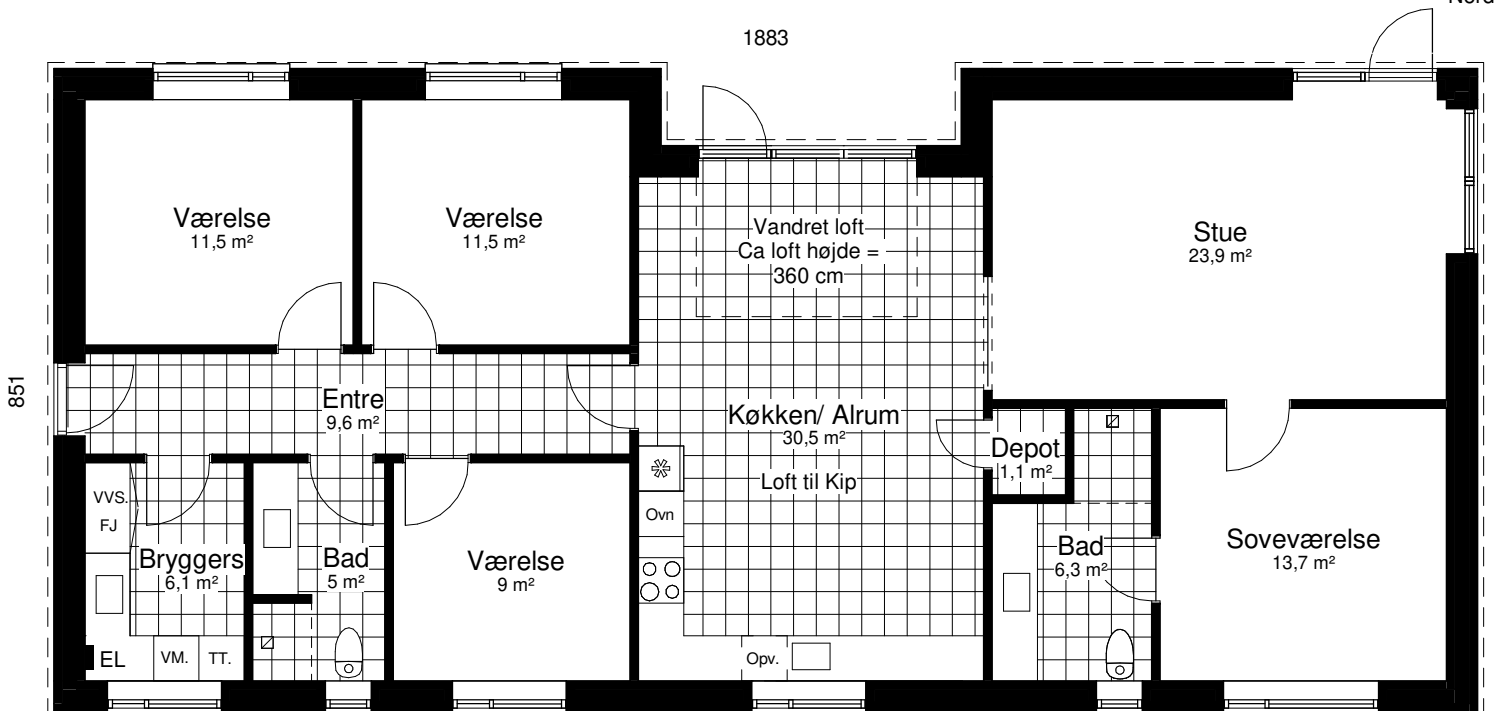 Nord
1883
851
Værelse
11,5 m²
Værelse
11,5 m²
Vandret loft
Ca loft højde =
360 cm
Stue
23,9 m²
Entre
9,6 m²
Køkken/ Alrum
30,5 m²
Loft til Kip
Depot
1,1 m²
VVS.
FJ
Bryggers
6,1 m²
EL
VM.
TT.
Bad
5 m²
Værelse
9 m²
Ovn
Opv.
Bad
6,3 m²
Soveværelse
13,7 m²